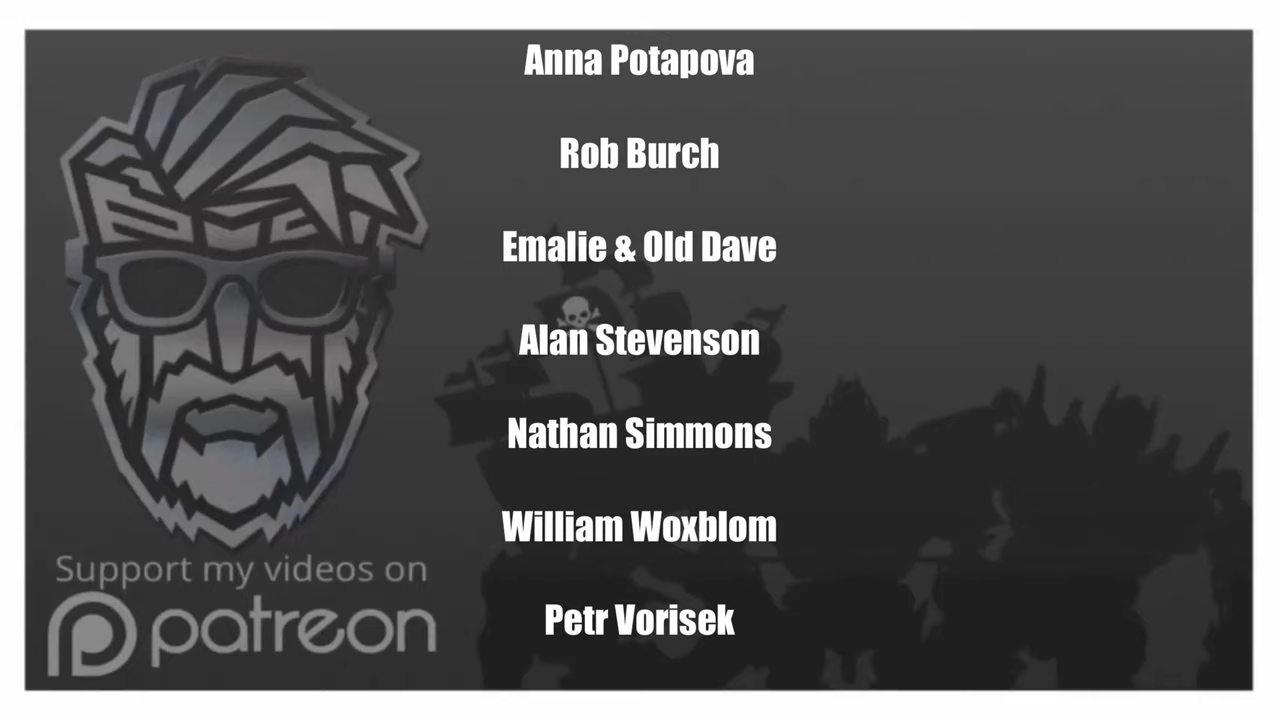 Anna Potapova
Rob Burch
Emalie & Old Dave
Alan Stevenson
Nathan Simmons
William Woxblom
Petr Vorisek
Support my videos on
patreon